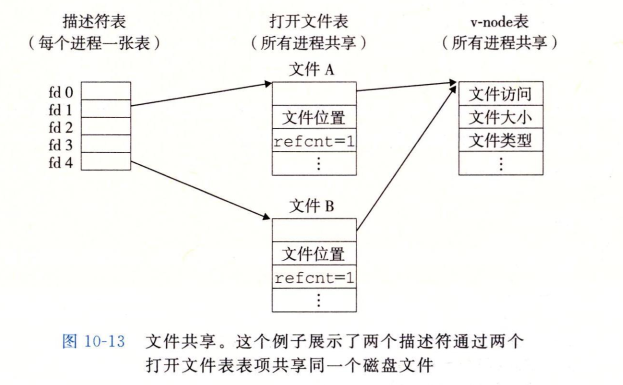 描述符表
（每个进程一张表）
打开文件表
（所有进程共享）
v-node表
（所有进程共享）
fd 0
fd 1
fd 2
fd 3
fd 4
文件 A
文件位置
refcnt=1
⋮
文件 B
文件位置
refcnt=1
⋮
文件访问
文件大小
文件类型
⋮
图 10-13 文件共享。这个例子展示了两个描述符通过两个
打开文件表表项共享同一个磁盘文件